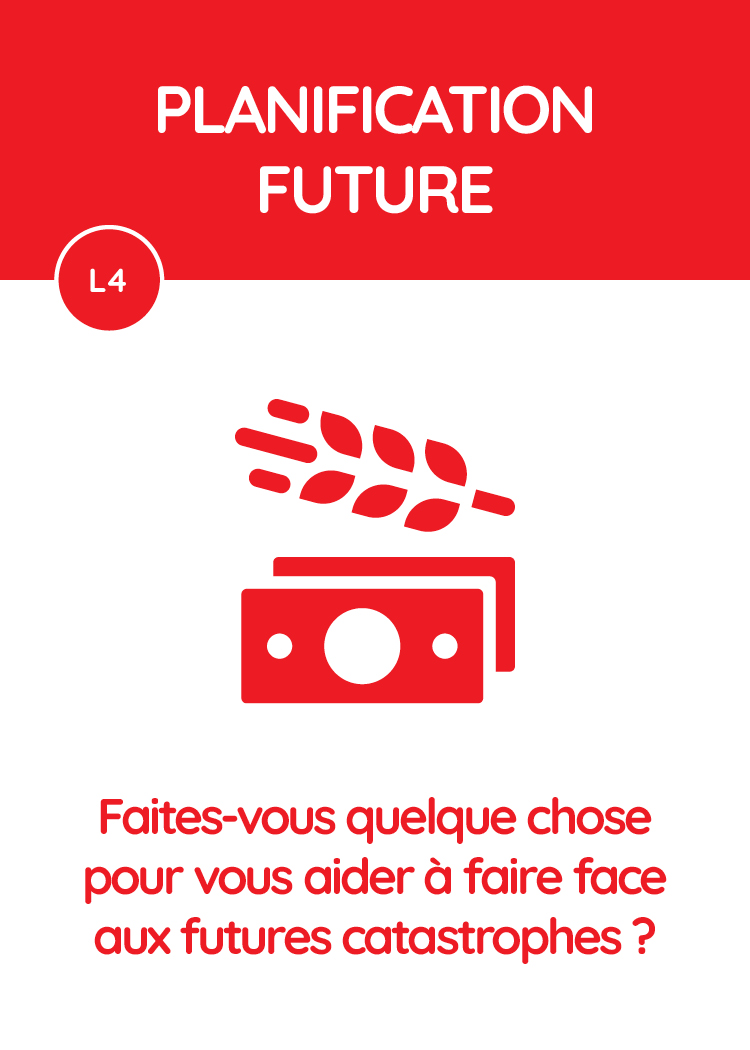 PLANIFICATION
FUTURE
L4
Faites-vous quelque chose
pour vous aider à faire face
aux futures catastrophes ?